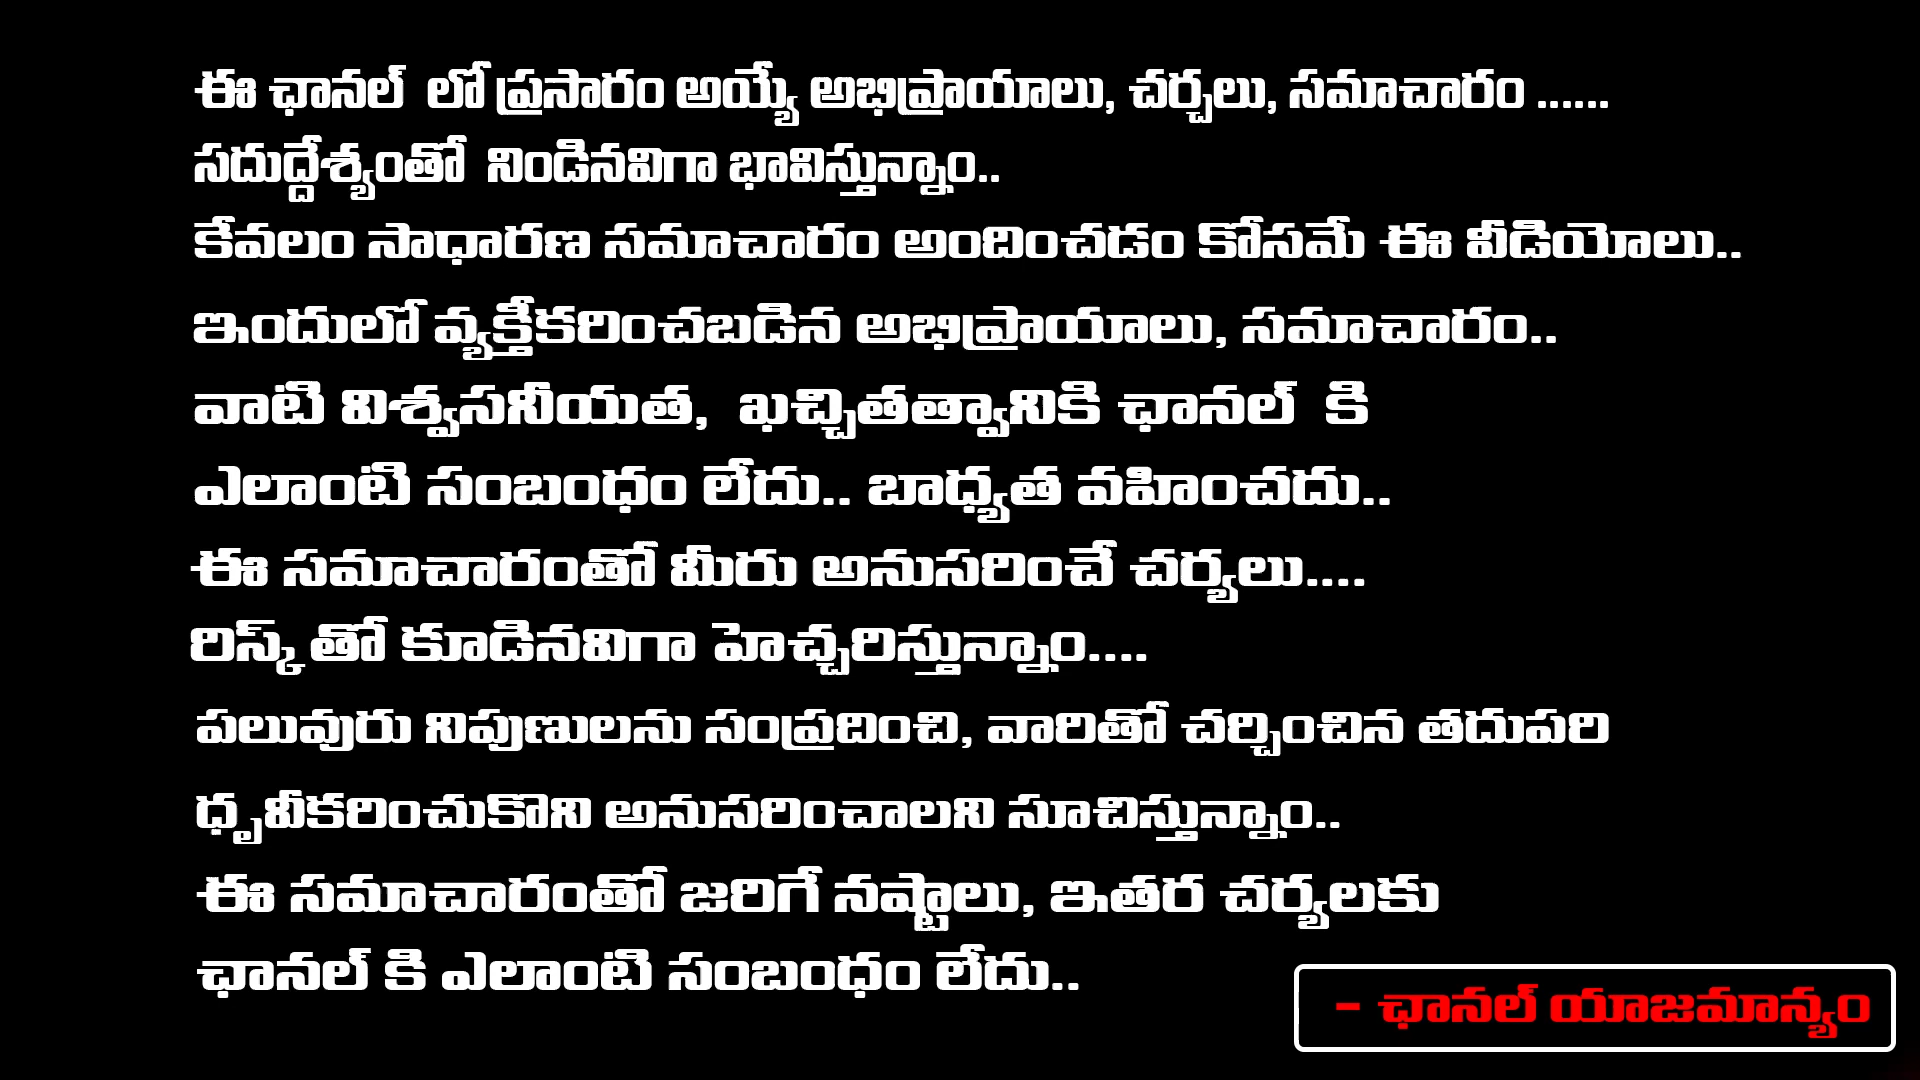 ఈ ఛానల్ లో ప్రసారం అయ్యే అభిప్రాయాలు, చర్చలు, సమాచారం ......
సదుద్దేశ్యంతో నిండినవిగా భావిస్తున్నాం..
కేవలం సాధారణ సమాచారం అందించడం కోసమే ఈ వీడియోలు..
ఇందులో వ్యక్తీకరించబడిన అభిప్రాయాలు, సమాచారం..
వాటి విశ్వసనీయత, ఖచ్చితత్వానికి ఛానల్ కి
ఎలాంటి సంబంధం లేదు.. బాధ్యత వహించదు..
ఈ సమాచారంతో మీరు అనుసరించే చర్యలు....
రిస్క్ తో కూడినవిగా హెచ్చరిస్తున్నాం....
పలువురు నిపుణులను సంప్రదించి, వారితో చర్చించిన తదుపరి
ధృవీకరించుకొని అనుసరించాలని సూచిస్తున్నాం..
ఈ సమాచారంతో జరిగే నష్టాలు, ఇతర చర్యలకు
ఛానల్ కి ఎలాంటి సంబంధం లేదు..
- ఛానల్ యాజమాన్యం